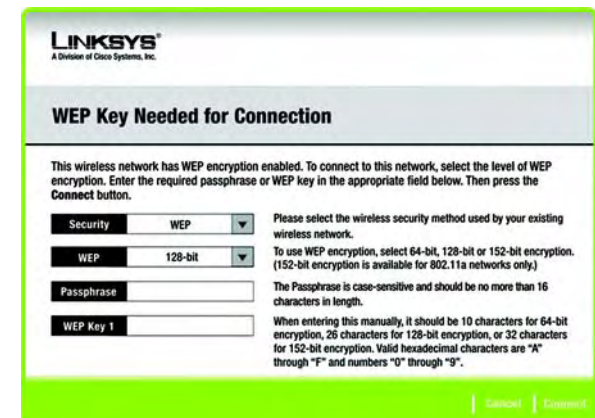 LINKSYS®
A Division of Cisco Systems, Inc.
WEP Key Needed for Connection
This wireless network has WEP encryption enabled. To connect to this network, select the level of WEP
encryption. Enter the required passphrase or WEP key in the appropriate field below. Then press the
Connect button.
Security WEP
Please select the wireless security method used by your existing
wireless network.
WEP 128-bit
To use WEP encryption, select 64-bit, 128-bit or 152-bit encryption.
(152-bit encryption is available for 802.11a networks only.)
Passphrase
The Passphrase is case-sensitive and should be no more than 16
characters in length.
WEP Key 1
When entering this manually, it should be 10 characters for 64-bit
encryption, 26 characters for 128-bit encryption, or 32 characters
for 152-bit encryption. Valid hexadecimal characters are “A”
through “F” and numbers “0” through “9”.
Cancel Connect